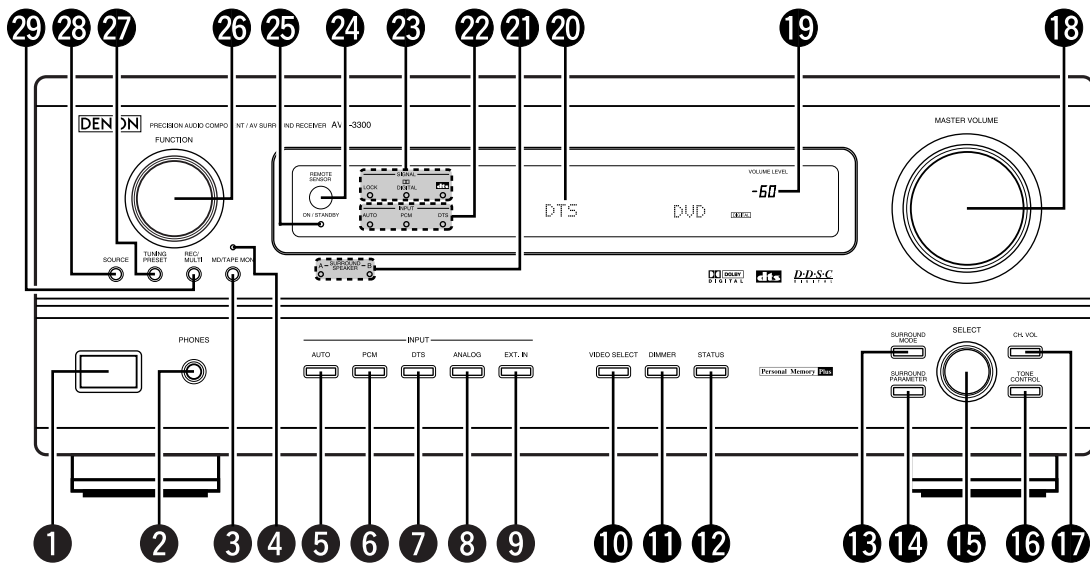 29 28 27 26 25 24 23 22 21 20 19 18
DENON PRECISION AUDIO COMPONENT / AV SURROUND RECEIVER AV -3300
FUNCTION
SOURCE
TUNING
PRESET
REC/
MULTI
MD/TAPE MON
REMOTE
SENSOR
ON / STANDBY
SIGNAL
LOCK
DIGITAL
dts
INPUT
AUTO PCM DTS
A SURROUND B
SPEAKER
DTS DVD DIGITAL
VOLUME LEVEL
-60
MASTER VOLUME
DOLBY
DIGITAL
dts
D·D·S·C
DIGITAL
PHONES
INPUT
AUTO PCM DTS ANALOG EXT. IN
VIDEO SELECT DIMMER STATUS
Personal Memory Plus
SURROUND
MODE
SURROUND
PARAMETER
SELECT
CH. VOL
TONE
CONTROL
1 2 3 4 5 6 7 8 9 10 11 12 13 14 15 16 17